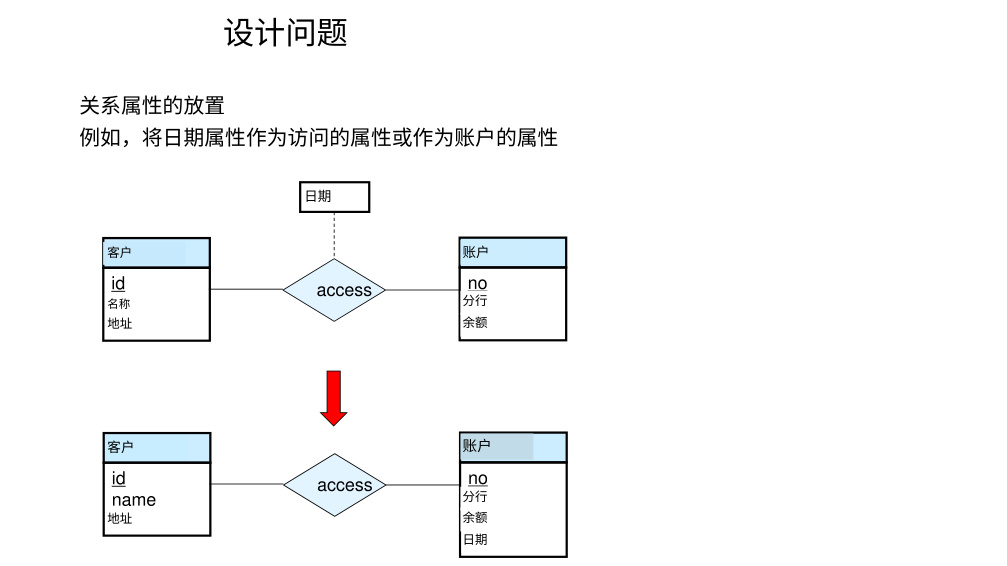 设计问题
关系属性的放置
例如，将日期属性作为访问的属性或作为账户的属性
日期
客户
id
名称
地址
access
账户
no
分行
余额
客户
id
name
地址
access
账户
no
分行
余额
日期